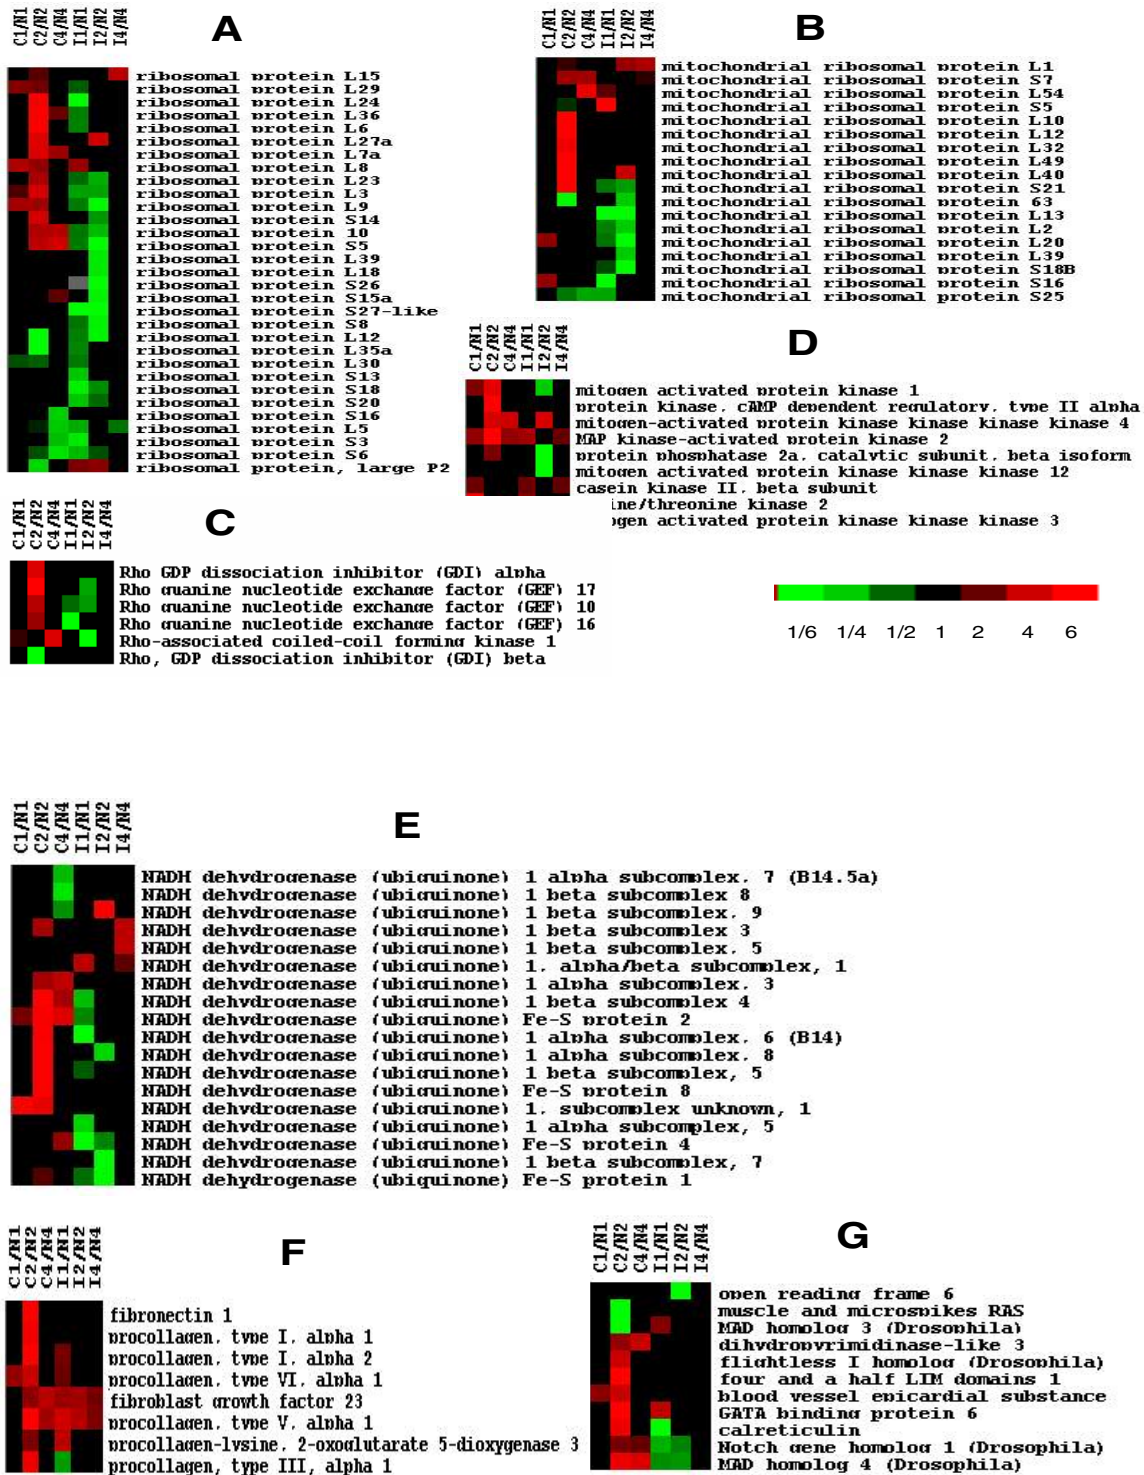 C1/N1 C2/N2 C4/N4 I1/N1 I2/N2 I4/N4
A
ribosomal protein L15
ribosomal protein L29
ribosomal protein L24
ribosomal protein L36
ribosomal protein L6
ribosomal protein L27a
ribosomal protein L7a
ribosomal protein L8
ribosomal protein L23
ribosomal protein L3
ribosomal protein L9
ribosomal protein S14
ribosomal protein 10
ribosomal protein S5
ribosomal protein L39
ribosomal protein L18
ribosomal protein S26
ribosomal protein S15a
ribosomal protein S27-like
ribosomal protein S8
ribosomal protein L12
ribosomal protein L35a
ribosomal protein L30
ribosomal protein S13
ribosomal protein S18
ribosomal protein S20
ribosomal protein S16
ribosomal protein L5
ribosomal protein S3
ribosomal protein S6
ribosomal protein, large P2
C1/N1 C2/N2 C4/N4 I1/N1 I2/N2 I4/N4
B
mitochondrial ribosomal protein L1
mitochondrial ribosomal protein S7
mitochondrial ribosomal protein L54
mitochondrial ribosomal protein S5
mitochondrial ribosomal protein L10
mitochondrial ribosomal protein L12
mitochondrial ribosomal protein L32
mitochondrial ribosomal protein L49
mitochondrial ribosomal protein L40
mitochondrial ribosomal protein S21
mitochondrial ribosomal protein 63
mitochondrial ribosomal protein L13
mitochondrial ribosomal protein L2
mitochondrial ribosomal protein L20
mitochondrial ribosomal protein L39
mitochondrial ribosomal protein S18B
mitochondrial ribosomal protein S16
mitochondrial ribosomal protein S25
C1/N1 C2/N2 C4/N4 I1/N1 I2/N2 I4/N4
D
mitogen activated protein kinase 1
protein kinase, cAMP dependent regulatory, type II alpha
mitogen-activated protein kinase kinase kinase kinase 4
MAP kinase-activated protein kinase 2
protein phosphatase 2a, catalytic subunit, beta isoform
mitogen activated protein kinase kinase kinase 12
casein kinase II, beta subunit
ine/threonine kinase 2
ogen activated protein kinase kinase kinase 3
C1/N1 C2/N2 C4/N4 I1/N1 I2/N2 I4/N4
C
Rho GDP dissociation inhibitor (GDI) alpha
Rho guanine nucleotide exchange factor (GEF) 17
Rho guanine nucleotide exchange factor (GEF) 10
Rho guanine nucleotide exchange factor (GEF) 16
Rho-associated coiled-coil forming kinase 1
Rho, GDP dissociation inhibitor (GDI) beta
1/6 1/4 1/2 1 2 4 6
C1/N1 C2/N2 C4/N4 I1/N1 I2/N2 I4/N4
E
NADH dehydrogenase (ubiquinone) 1 alpha subcomplex, 7 (B14.5a)
NADH dehydrogenase (ubiquinone) 1 beta subcomplex 8
NADH dehydrogenase (ubiquinone) 1 beta subcomplex, 9
NADH dehydrogenase (ubiquinone) 1 beta subcomplex 3
NADH dehydrogenase (ubiquinone) 1 beta subcomplex, 5
NADH dehydrogenase (ubiquinone) 1, alpha/beta subcomplex, 1
NADH dehydrogenase (ubiquinone) 1 alpha subcomplex, 3
NADH dehydrogenase (ubiquinone) 1 beta subcomplex 4
NADH dehydrogenase (ubiquinone) Fe-S protein 2
NADH dehydrogenase (ubiquinone) 1 alpha subcomplex, 6 (B14)
NADH dehydrogenase (ubiquinone) 1 alpha subcomplex, 8
NADH dehydrogenase (ubiquinone) 1 beta subcomplex, 5
NADH dehydrogenase (ubiquinone) Fe-S protein 8
NADH dehydrogenase (ubiquinone) 1, subcomplex unknown, 1
NADH dehydrogenase (ubiquinone) 1 alpha subcomplex, 5
NADH dehydrogenase (ubiquinone) Fe-S protein 4
NADH dehydrogenase (ubiquinone) 1 beta subcomplex, 7
NADH dehydrogenase (ubiquinone) Fe-S protein 1
C1/N1 C2/N2 C4/N4 I1/N1 I2/N2 I4/N4
F
fibronectin 1
procollagen, type I, alpha 1
procollagen, type I, alpha 2
procollagen, type VI, alpha 1
fibroblast growth factor 23
procollagen, type V, alpha 1
procollagen-lysine, 2-oxoglutarate 5-dioxygenase 3
procollagen, type III, alpha 1
C1/N1 C2/N2 C4/N4 I1/N1 I2/N2 I4/N4
G
open reading frame 6
muscle and microspikes RAS
MAD homolog 3 (Drosophila)
dihydropyrimidinase-like 3
flightless I homolog (Drosophila)
four and a half LIM domains 1
blood vessel epicardial substance
GATA binding protein 6
calreticulin
Notch gene homolog 1 (Drosophila)
MAD homolog 4 (Drosophila)